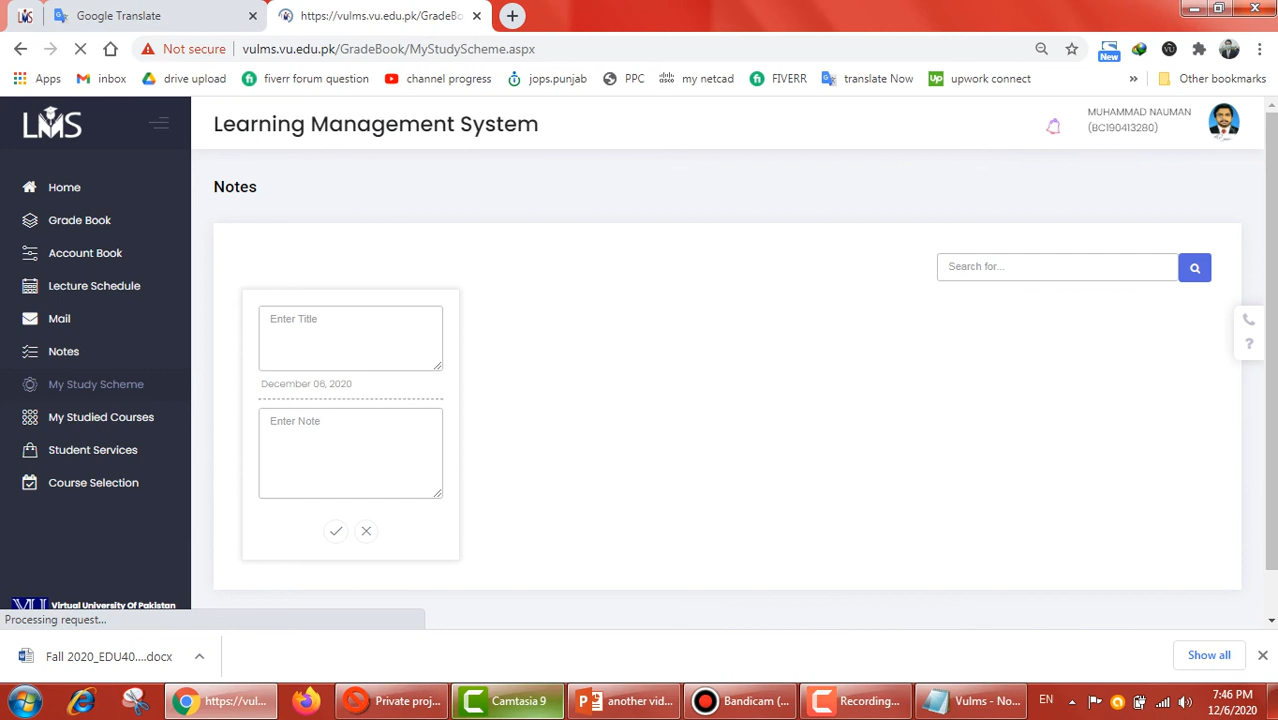 Google Translate
https://vulms.vu.edu.pk/GradeBo
Not secure
vulms.vu.edu.pk/GradeBook/MyStudyScheme.aspx
New
Apps
inbox
drive upload
fiverr forum question
channel progress
jops.punjab
PPC
my netad
FIVERR
translate Now
upwork connect
»
Other bookmarks
LMS
Learning Management System
MUHAMMAD NAUMAN
(BC190413280)
Home
Grade Book
Account Book
Lecture Schedule
Mail
Notes
My Study Scheme
My Studied Courses
Student Services
Course Selection
Notes
Search for...
Enter Title
December 06, 2020
Enter Note
Virtual University Of Pakistan
Processing request...
Fall 2020_EDU40....docx
Show all
https://vul...
Private proj...
Camtasia 9
another vid...
Bandicam (...
Recording...
Vulms - No...
EN
7:46 PM
12/6/2020